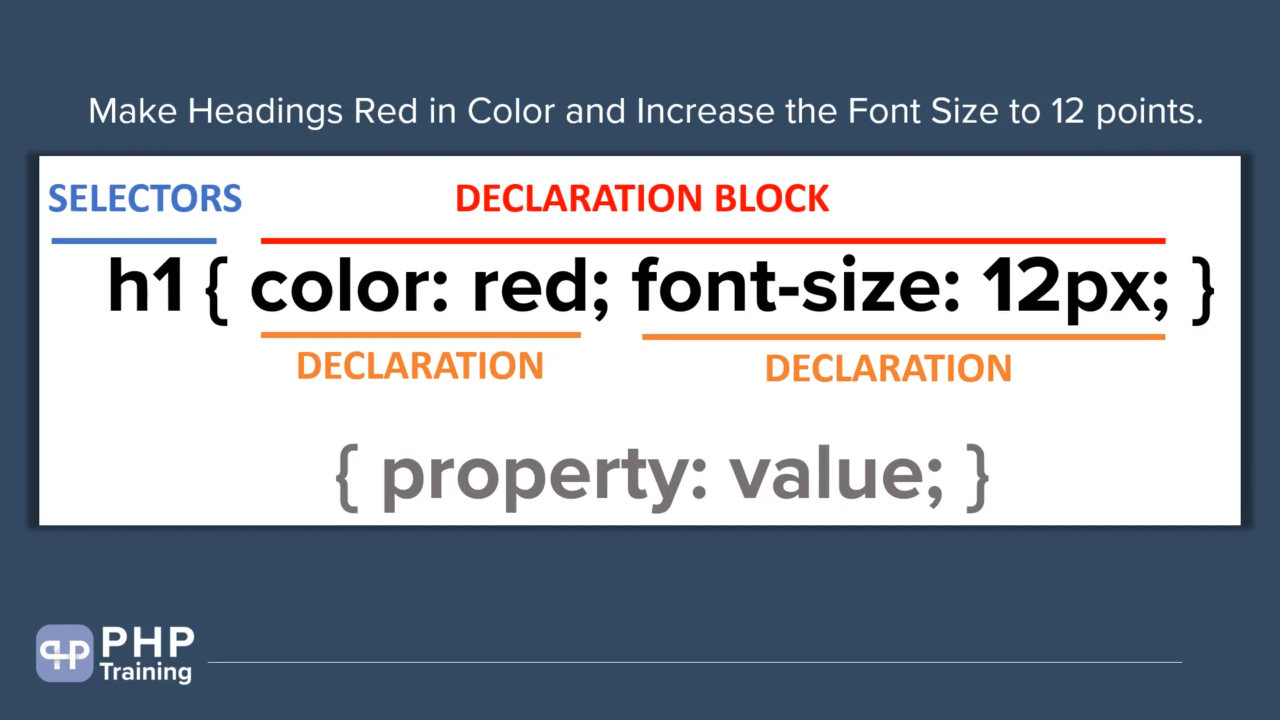 Make Headings Red in Color and Increase the Font Size to 12 points.
SELECTORS DECLARATION BLOCK
h1 { color: red; font-size: 12px; }
DECLARATION DECLARATION
{ property: value; }
PHP
Training